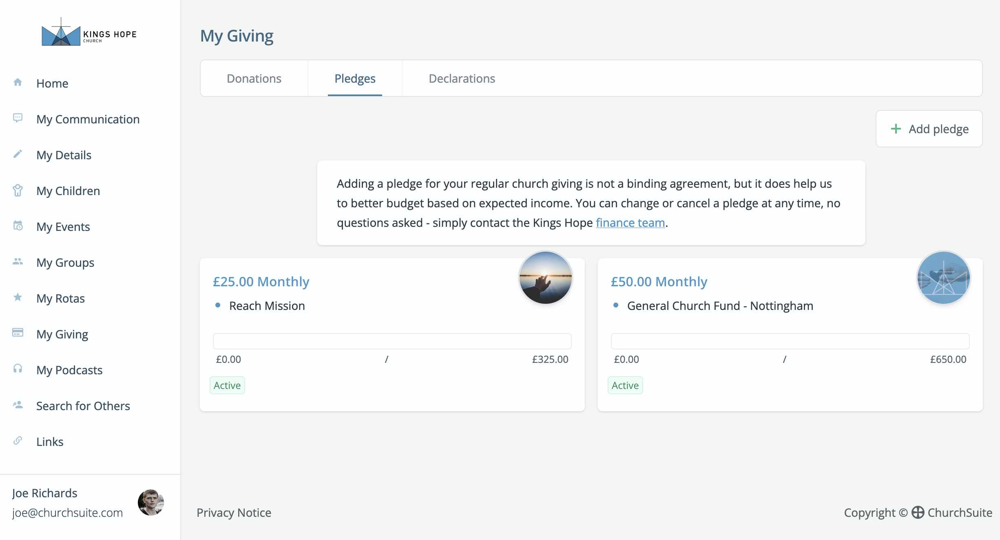 KINGS HOPE
CHURCH
Home
My Communication
My Details
My Children
My Events
My Groups
My Rotas
My Giving
My Podcasts
Search for Others
Links
Joe Richards
joe@churchsuite.com
My Giving
Donations
Pledges
Declarations
Add pledge
Adding a pledge for your regular church giving is not a binding agreement, but it does help us
to better budget based on expected income. You can change or cancel a pledge at any time, no
questions asked - simply contact the Kings Hope finance team.
£25.00 Monthly
Reach Mission
£0.00 / £325.00
Active
£50.00 Monthly
General Church Fund - Nottingham
£0.00 / £650.00
Active
Privacy Notice
Copyright © ChurchSuite